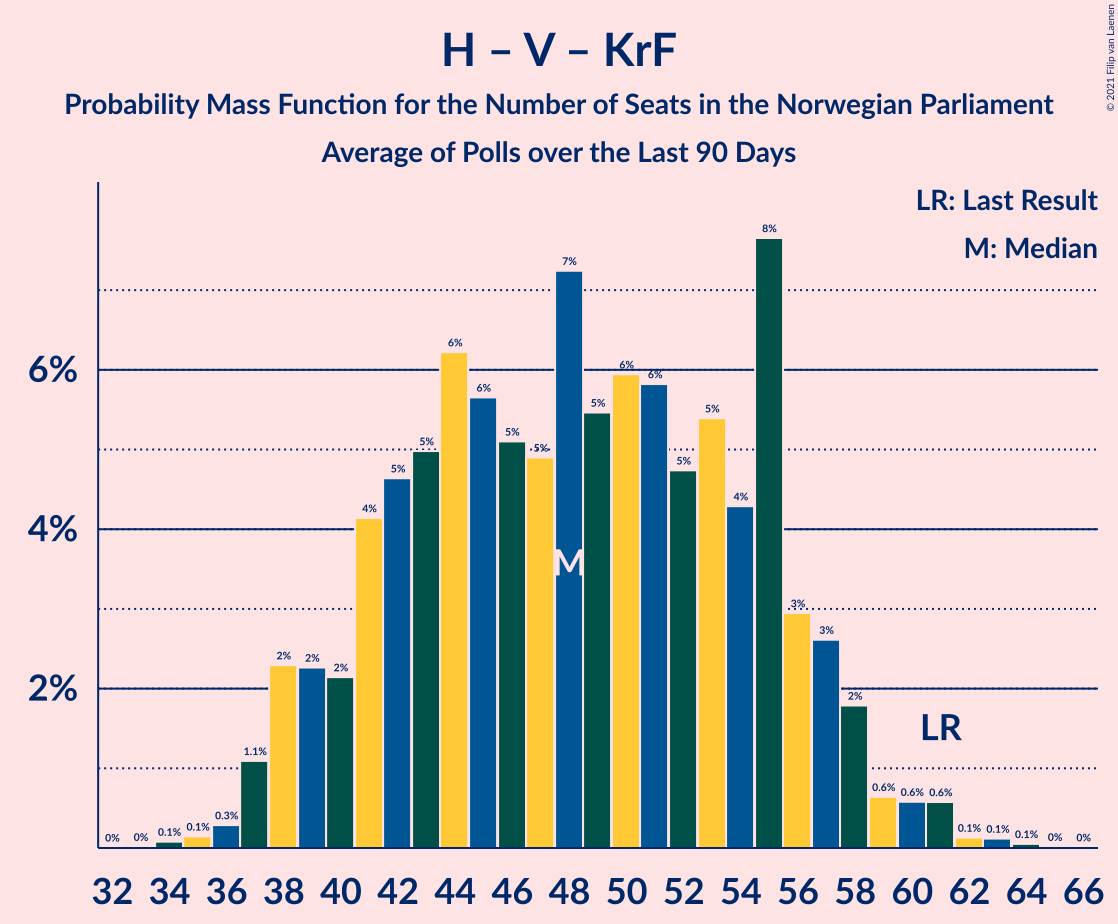 H – V – KrF
Probability Mass Function for the Number of Seats in the Norwegian Parliament
Average of Polls over the Last 90 Days
© 2021 Filip van Laenen
LR: Last Result
M: Median
6%
4%
2%
0% 0% 0.1% 0.1% 0.3% 1.1% 2% 2% 2% 4% 5% 5% 6% 6% 5% 5% 7% 5% 6% 6% 5% 5% 4% 8% 3% 3% 2% 0.6% 0.6% 0.6% 0.1% 0.1% 0.1% 0% 0%
M
LR
32 34 36 38 40 42 44 46 48 50 52 54 56 58 60 62 64 66